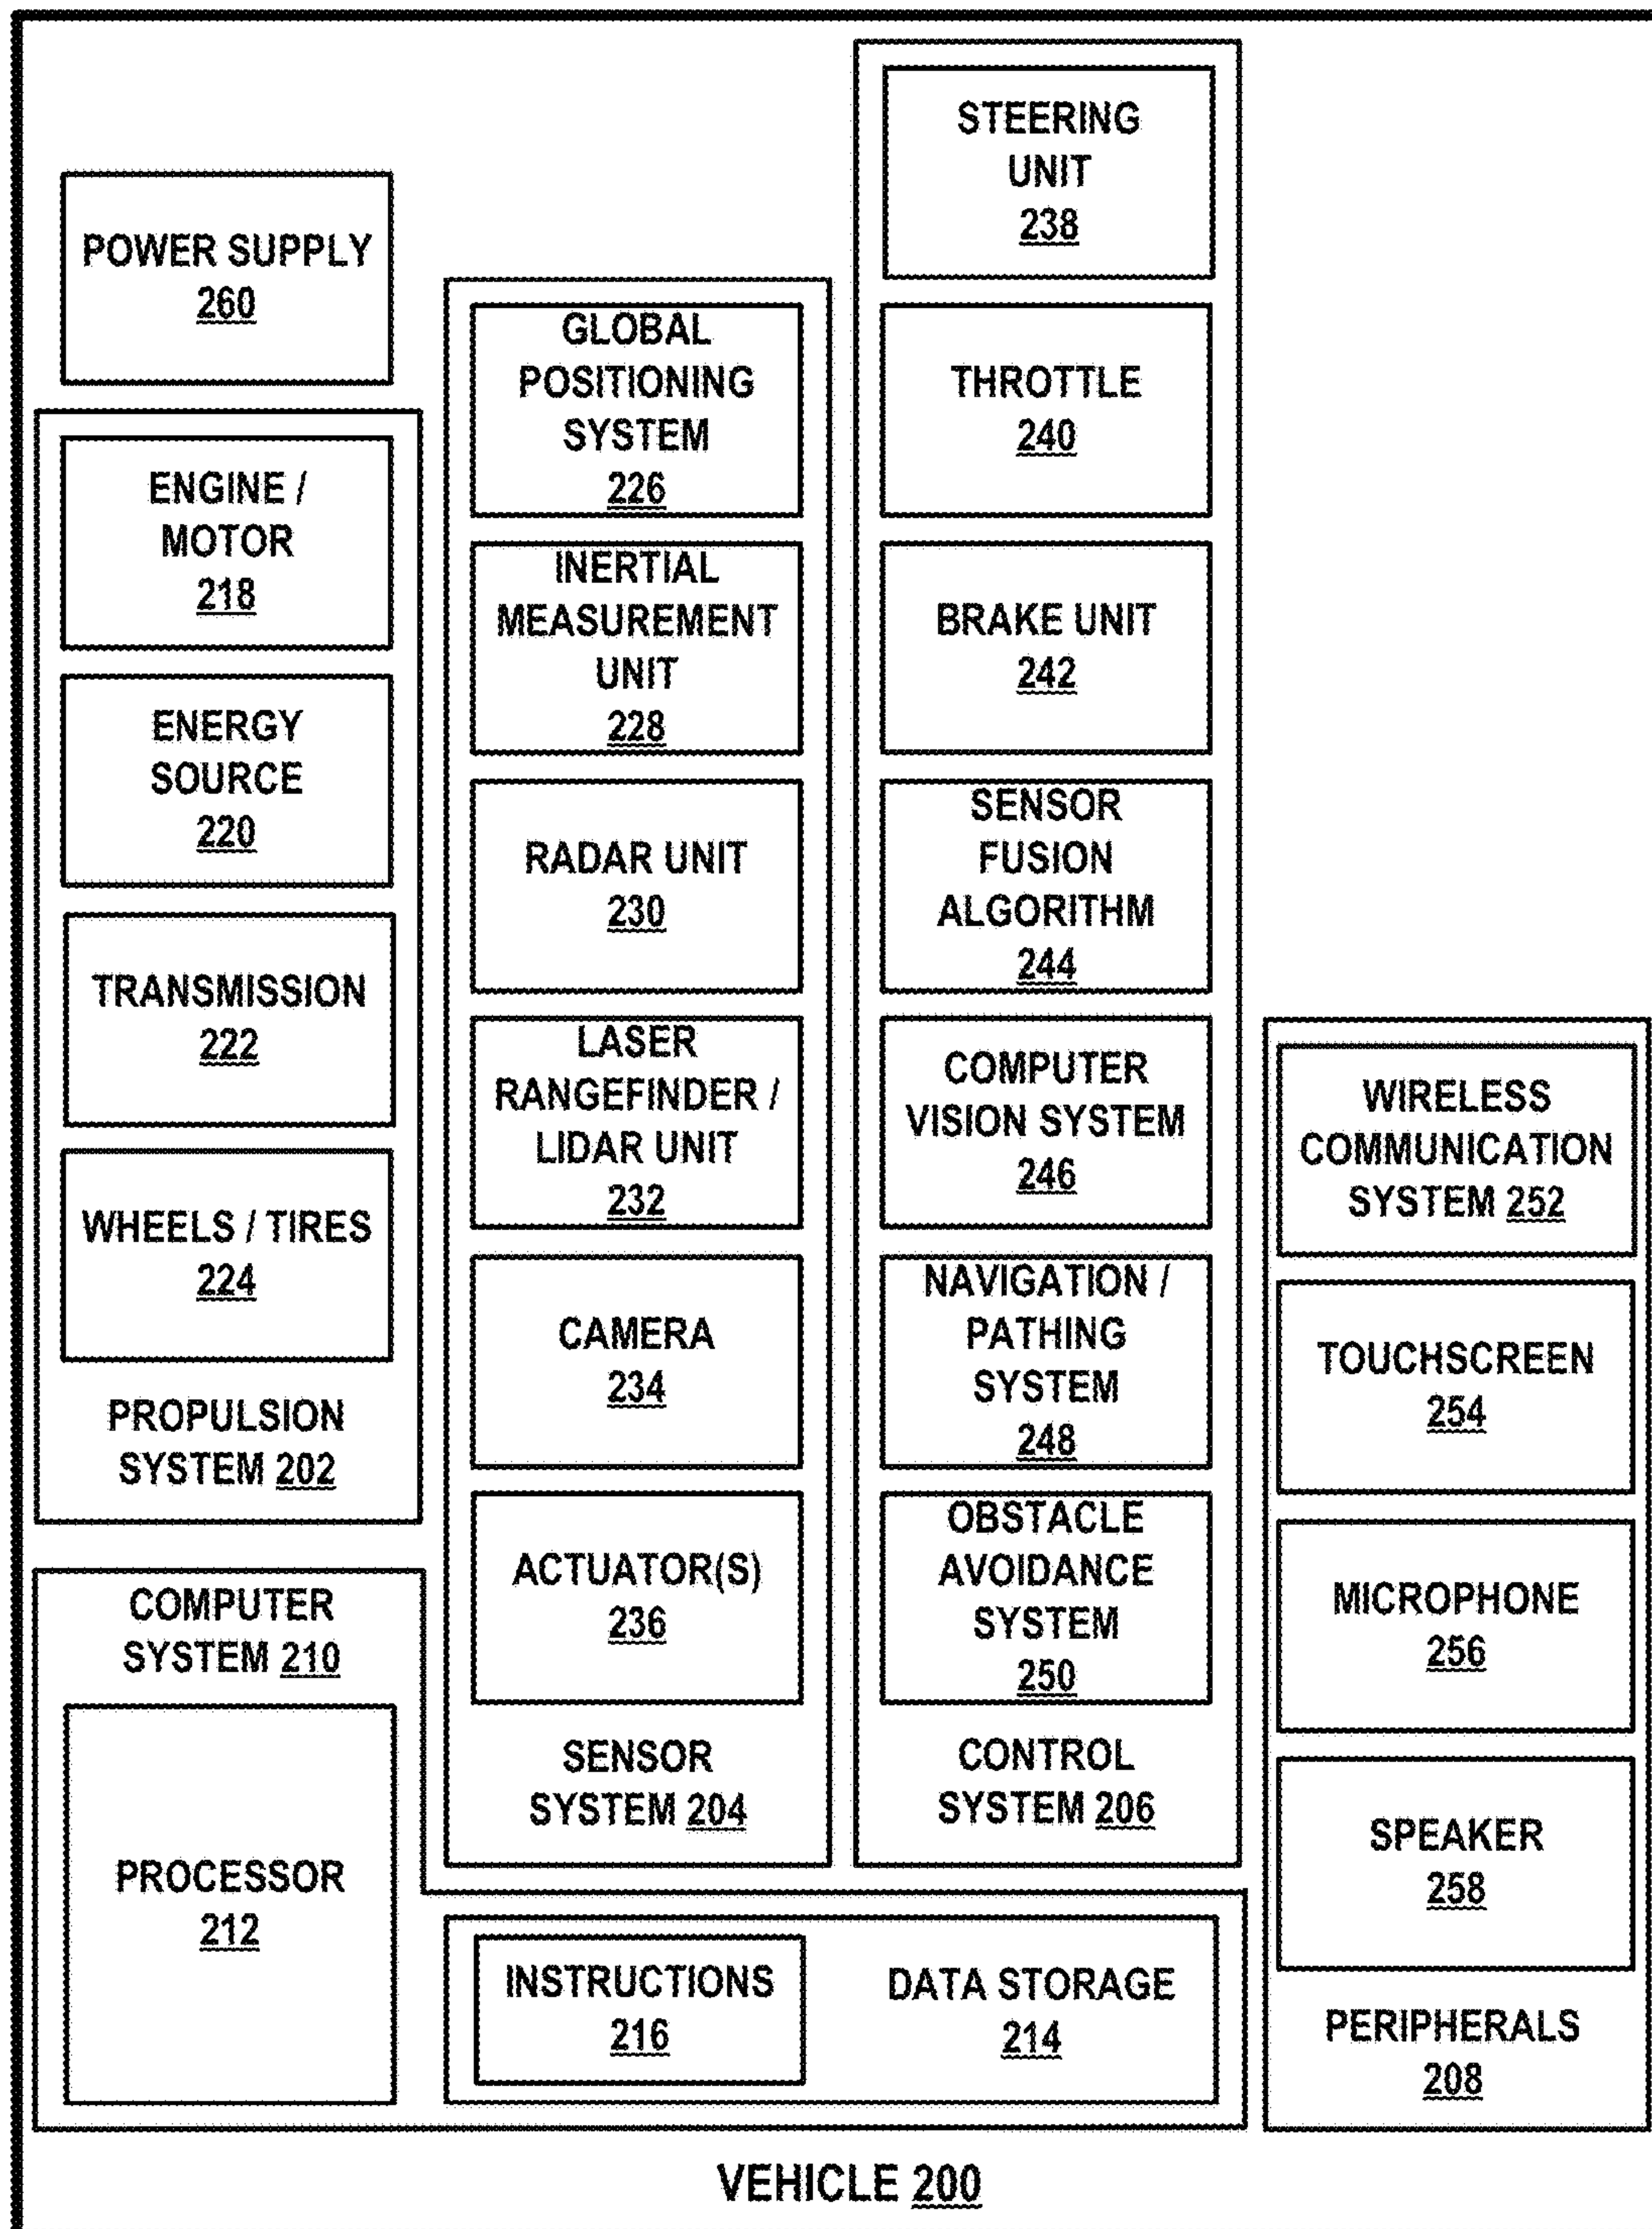 POWER SUPPLY
260
ENGINE /
MOTOR
218
ENERGY
SOURCE
220
TRANSMISSION
222
WHEELS / TIRES
224
PROPULSION
SYSTEM 202
COMPUTER
SYSTEM 210
PROCESSOR
212
GLOBAL
POSITIONING
SYSTEM
226
INERTIAL
MEASUREMENT
UNIT
228
RADAR UNIT
230
LASER
RANGEFINDER /
LIDAR UNIT
232
CAMERA
234
ACTUATOR(S)
236
SENSOR
SYSTEM 204
STEERING
UNIT
238
THROTTLE
240
BRAKE UNIT
242
SENSOR
FUSION
ALGORITHM
244
COMPUTER
VISION SYSTEM
246
NAVIGATION /
PATHING
SYSTEM
248
OBSTACLE
AVOIDANCE
SYSTEM
250
CONTROL
SYSTEM 206
INSTRUCTIONS
216
DATA STORAGE
214
WIRELESS
COMMUNICATION
SYSTEM 252
TOUCHSCREEN
254
MICROPHONE
256
SPEAKER
258
PERIPHERALS
208
VEHICLE 200